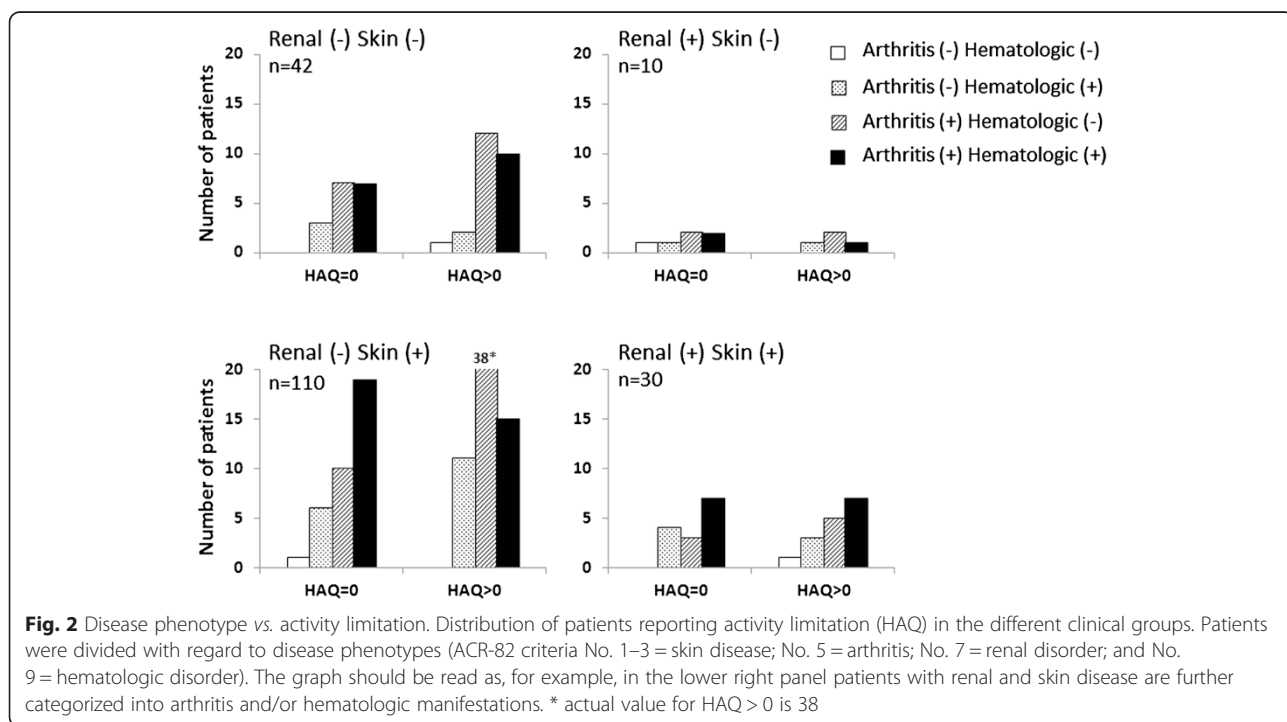 Renal (-) Skin (-)
n=42
Number of patients
20
15
10
5
0
HAQ=0 HAQ>0
Renal (+) Skin (-)
n=10
20
15
10
5
0
HAQ=0 HAQ>0
Arthritis (-) Hematologic (-)
Arthritis (-) Hematologic (+)
Arthritis (+) Hematologic (-)
Arthritis (+) Hematologic (+)
Renal (-) Skin (+)
n=110
38*
Number of patients
20
15
10
5
0
HAQ=0 HAQ>0
Renal (+) Skin (+)
n=30
20
15
10
5
0
HAQ=0 HAQ>0
Fig. 2 Disease phenotype vs. activity limitation. Distribution of patients reporting activity limitation (HAQ) in the different clinical groups. Patients
were divided with regard to disease phenotypes (ACR-82 criteria No. 1–3 = skin disease; No. 5 = arthritis; No. 7 = renal disorder; and No.
9 = hematologic disorder). The graph should be read as, for example, in the lower right panel patients with renal and skin disease are further
categorized into arthritis and/or hematologic manifestations. * actual value for HAQ > 0 is 38